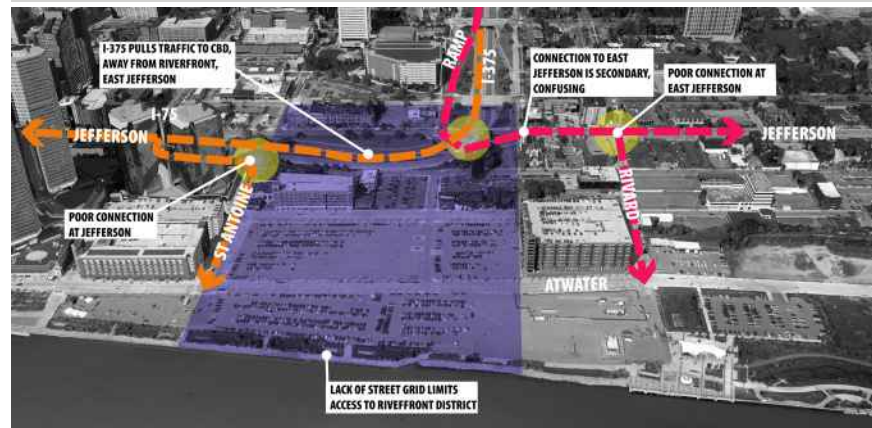 I-375 PULLS TRAFFIC TO CBD,
AWAY FROM RIVERFRONT,
EAST JEFFERSON
RAMP
I-375
CONNECTION TO EAST
JEFFERSON IS SECONDARY,
CONFUSING
POOR CONNECTION AT
EAST JEFFERSON
I-75
JEFFERSON
JEFFERSON
POOR CONNECTION
AT JEFFERSON
ST ANTOINE
RIVARD
ATWATER
LACK OF STREET GRID LIMITS
ACCESS TO RIVEFFRONT DISTRICT